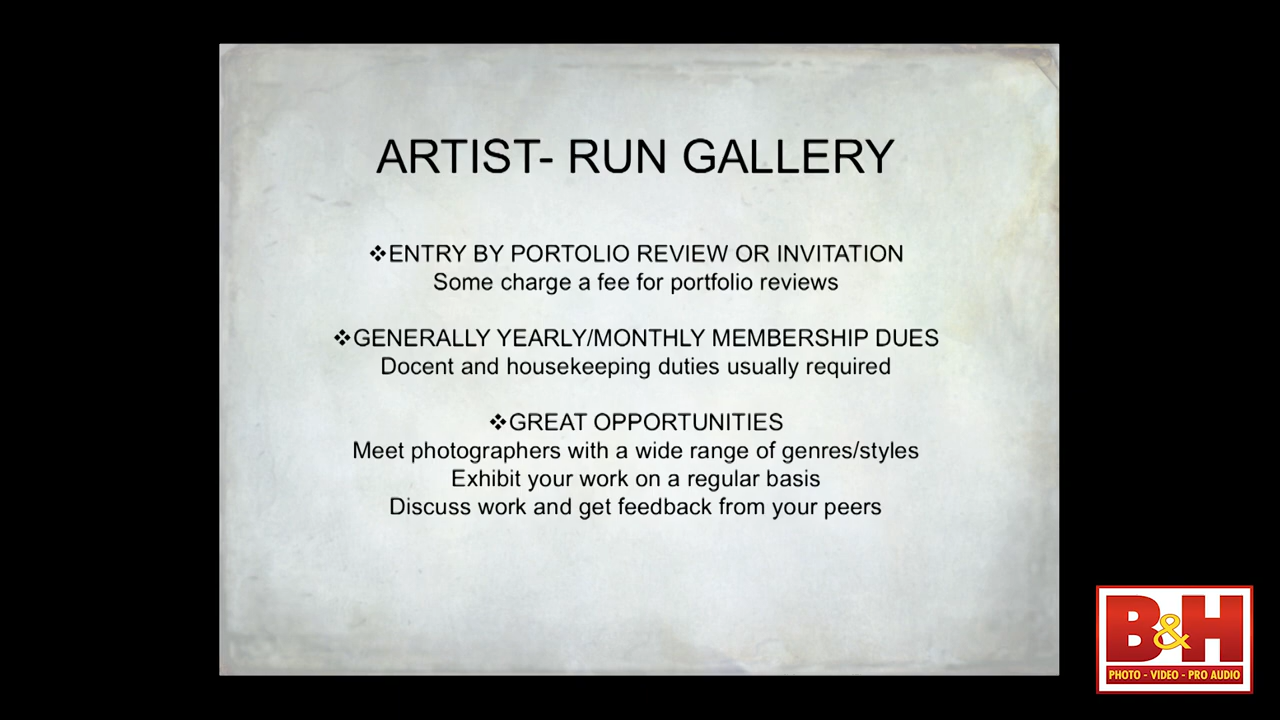 ARTIST- RUN GALLERY
❖ENTRY BY PORTOLIO REVIEW OR INVITATION
Some charge a fee for portfolio reviews
❖GENERALLY YEARLY/MONTHLY MEMBERSHIP DUES
Docent and housekeeping duties usually required
❖GREAT OPPORTUNITIES
Meet photographers with a wide range of genres/styles
Exhibit your work on a regular basis
Discuss work and get feedback from your peers
B&H
PHOTO - VIDEO - PRO AUDIO